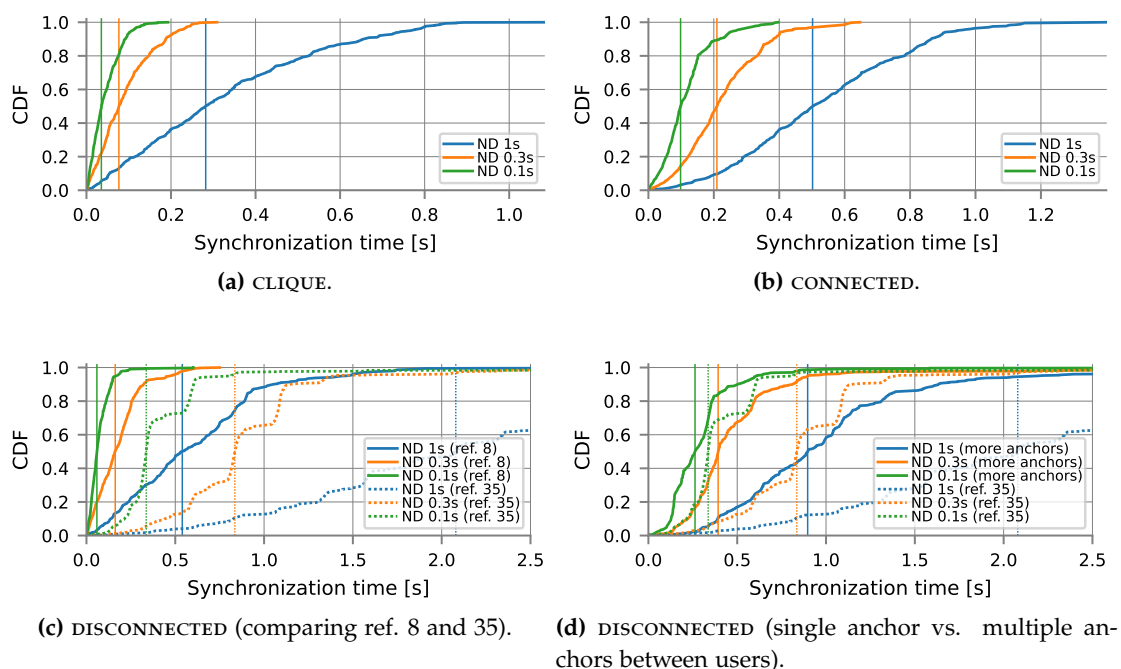 1.0
0.8
0.6
0.4
0.2
0.0
CDF
ND 1s
ND 0.3s
ND 0.1s
0.0 0.2 0.4 0.6 0.8 1.0
Synchronization time [s]
(a) CLIQUE.
1.0
0.8
0.6
0.4
0.2
0.0
CDF
ND 1s
ND 0.3s
ND 0.1s
0.0 0.2 0.4 0.6 0.8 1.0 1.2
Synchronization time [s]
(b) CONNECTED.
1.0
0.8
0.6
0.4
0.2
0.0
CDF
ND 1s (ref. 8)
ND 0.3s (ref. 8)
ND 0.1s (ref. 8)
ND 1s (ref. 35)
ND 0.3s (ref. 35)
ND 0.1s (ref. 35)
0.0 0.5 1.0 1.5 2.0 2.5
Synchronization time [s]
(c) DISCONNECTED (comparing ref. 8 and 35).
1.0
0.8
0.6
0.4
0.2
0.0
CDF
ND 1s (more anchors)
ND 0.3s (more anchors)
ND 0.1s (more anchors)
ND 1s (ref. 35)
ND 0.3s (ref. 35)
ND 0.1s (ref. 35)
0.0 0.5 1.0 1.5 2.0 2.5
Synchronization time [s]
(d) DISCONNECTED (single anchor vs. multiple an-
chors between users).